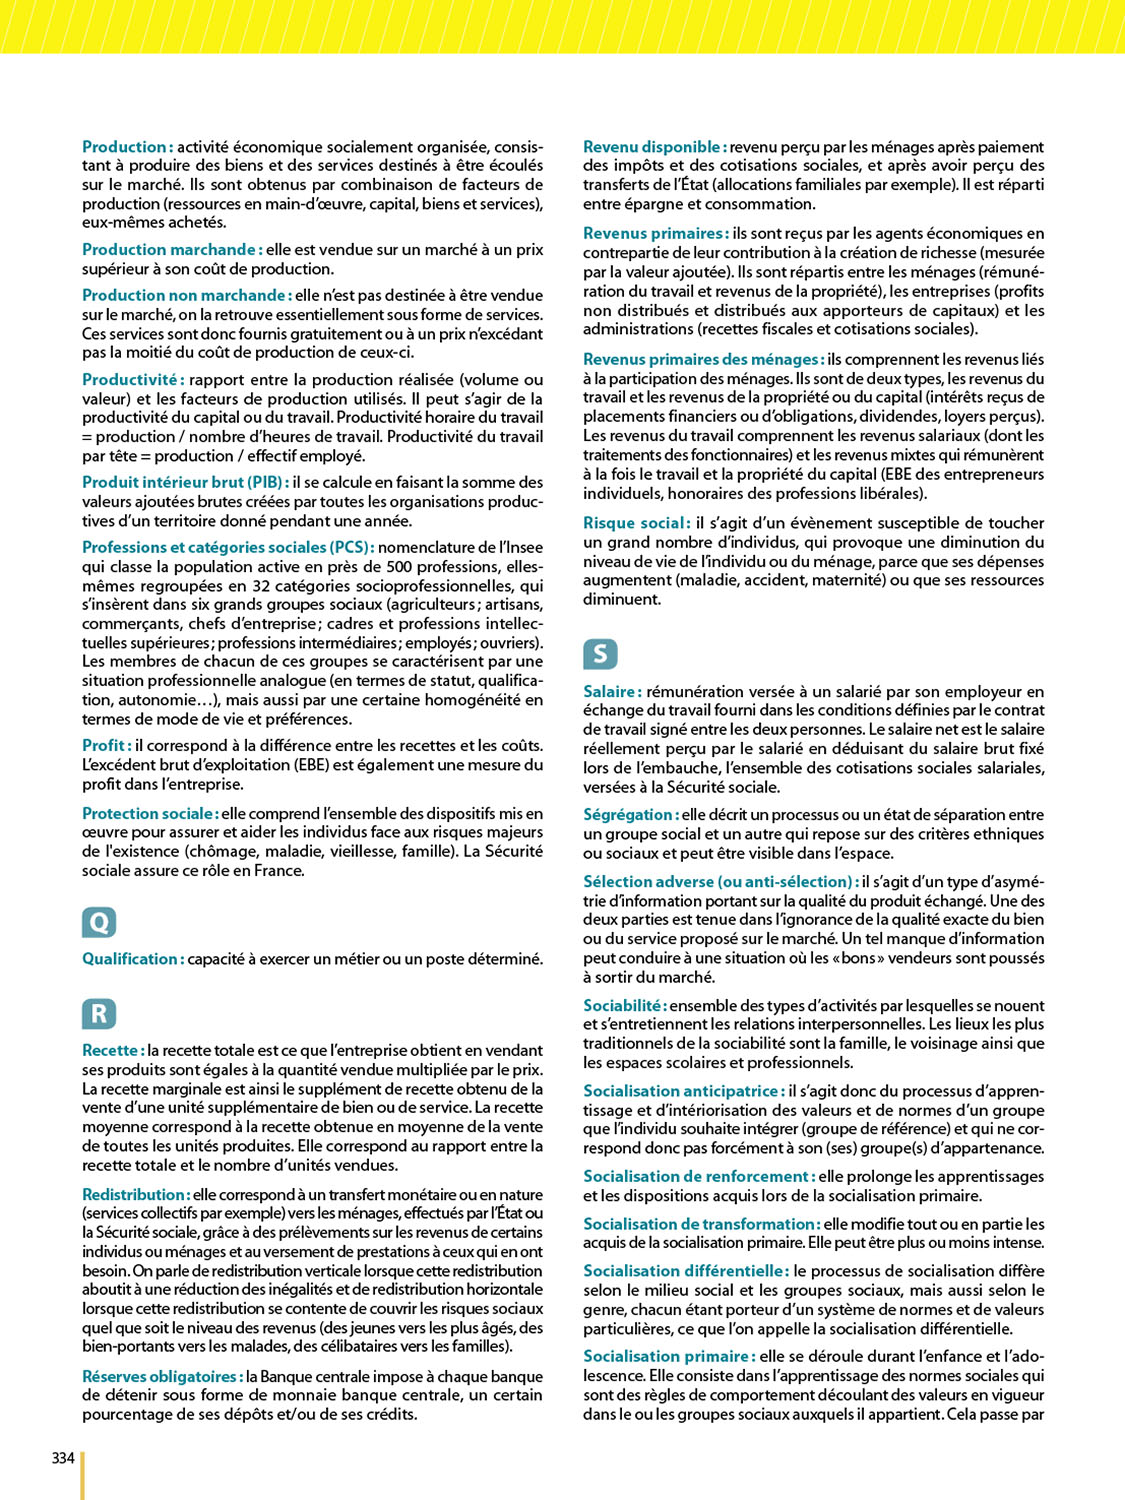 Production : activité économique socialement organisée, consis-
tant à produire des biens et des services destinés à être écoulés
sur le marché. Ils sont obtenus par combinaison de facteurs de
production (ressources en main-d’œuvre, capital, biens et services),
eux-mêmes achetés.
Production marchande : elle est vendue sur un marché à un prix
supérieur à son coût de production.
Production non marchande : elle n’est pas destinée à être vendue
sur le marché, on la retrouve essentiellement sous forme de services.
Ces services sont donc fournis gratuitement ou à un prix n’excédant
pas la moitié du coût de production de ceux-ci.
Productivité : rapport entre la production réalisée (volume ou
valeur) et les facteurs de production utilisés. Il peut s’agir de la
productivité du capital ou du travail. Productivité horaire du travail
= production / nombre d’heures de travail. Productivité du travail
par tête = production / effectif employé.
Produit intérieur brut (PIB) : il se calcule en faisant la somme des
valeurs ajoutées brutes créées par toutes les organisations produc-
tives d’un territoire donné pendant une année.
Professions et catégories sociales (PCS) : nomenclature de l’Insee
qui classe la population active en près de 500 professions, elles-
mêmes regroupées en 32 catégories socioprofessionnelles, qui
s’insèrent dans six grands groupes sociaux (agriculteurs ; artisans,
commerçants, chefs d’entreprise ; cadres et professions intellec-
tuelles supérieures ; professions intermédiaires ; employés ; ouvriers).
Les membres de chacun de ces groupes se caractérisent par une
situation professionnelle analogue (en termes de statut, qualifica-
tion, autonomie…), mais aussi par une certaine homogénéité en
termes de mode de vie et préférences.
Profit : il correspond à la différence entre les recettes et les coûts.
L’excédent brut d’exploitation (EBE) est également une mesure du
profit dans l’entreprise.
Protection sociale : elle comprend l’ensemble des dispositifs mis en
œuvre pour assurer et aider les individus face aux risques majeurs
de l'existence (chômage, maladie, vieillesse, famille). La Sécurité
sociale assure ce rôle en France.
Q
Qualification : capacité à exercer un métier ou un poste déterminé.
R
Recette : la recette totale est ce que l’entreprise obtient en vendant
ses produits sont égales à la quantité vendue multipliée par le prix.
La recette marginale est ainsi le supplément de recette obtenu de la
vente d’une unité supplémentaire de bien ou de service. La recette
moyenne correspond à la recette obtenue en moyenne de la vente
de toutes les unités produites. Elle correspond au rapport entre la
recette totale et le nombre d’unités vendues.
Redistribution : elle correspond à un transfert monétaire ou en nature
(services collectifs par exemple) vers les ménages, effectués par l’État ou
la Sécurité sociale, grâce à des prélèvements sur les revenus de certains
individus ou ménages et au versement de prestations à ceux qui en ont
besoin. On parle de redistribution verticale lorsque cette redistribution
aboutit à une réduction des inégalités et de redistribution horizontale
lorsque cette redistribution se contente de couvrir les risques sociaux
quel que soit le niveau des revenus (des jeunes vers les plus âgés, des
bien-portants vers les malades, des célibataires vers les familles).
Réserves obligatoires : la Banque centrale impose à chaque banque
de détenir sous forme de monnaie banque centrale, un certain
pourcentage de ses dépôts et/ou de ses crédits.
Revenu disponible : revenu perçu par les ménages après paiement
des impôts et des cotisations sociales, et après avoir perçu des
transferts de l’État (allocations familiales par exemple). Il est réparti
entre épargne et consommation.
Revenus primaires : ils sont reçus par les agents économiques en
contrepartie de leur contribution à la création de richesse (mesurée
par la valeur ajoutée). Ils sont répartis entre les ménages (rémuné-
ration du travail et revenus de la propriété), les entreprises (profits
non distribués et distribués aux apporteurs de capitaux) et les
administrations (recettes fiscales et cotisations sociales).
Revenus primaires des ménages : ils comprennent les revenus liés
à la participation des ménages. Ils sont de deux types, les revenus du
travail et les revenus de la propriété ou du capital (intérêts reçus de
placements financiers ou d’obligations, dividendes, loyers perçus).
Les revenus du travail comprennent les revenus salariaux (dont les
traitements des fonctionnaires) et les revenus mixtes qui rémunèrent
à la fois le travail et la propriété du capital (EBE des entrepreneurs
individuels, honoraires des professions libérales).
Risque social : il s’agit d’un évènement susceptible de toucher
un grand nombre d’individus, qui provoque une diminution du
niveau de vie de l’individu ou du ménage, parce que ses dépenses
augmentent (maladie, accident, maternité) ou que ses ressources
diminuent.
S
Salaire : rémunération versée à un salarié par son employeur en
échange du travail fourni dans les conditions définies par le contrat
de travail signé entre les deux personnes. Le salaire net est le salaire
réellement perçu par le salarié en déduisant du salaire brut fixé
lors de l’embauche, l’ensemble des cotisations sociales salariales,
versées à la Sécurité sociale.
Ségrégation : elle décrit un processus ou un état de séparation entre
un groupe social et un autre qui repose sur des critères ethniques
ou sociaux et peut être visible dans l’espace.
Sélection adverse (ou anti-sélection) : il s’agit d’un type d’asymé-
trie d’information portant sur la qualité du produit échangé. Une des
deux parties est tenue dans l’ignorance de la qualité exacte du bien
ou du service proposé sur le marché. Un tel manque d’information
peut conduire à une situation où les « bons » vendeurs sont poussés
à sortir du marché.
Sociabilité : ensemble des types d’activités par lesquelles se nouent
et s’entretiennent les relations interpersonnelles. Les lieux les plus
traditionnels de la sociabilité sont la famille, le voisinage ainsi que
les espaces scolaires et professionnels.
Socialisation anticipatrice : il s’agit donc du processus d’appren-
tissage et d’intériorisation des valeurs et de normes d’un groupe
que l’individu souhaite intégrer (groupe de référence) et qui ne cor-
respond donc pas forcément à son (ses) groupe(s) d’appartenance.
Socialisation de renforcement : elle prolonge les apprentissages
et les dispositions acquis lors de la socialisation primaire.
Socialisation de transformation : elle modifie tout ou en partie les
acquis de la socialisation primaire. Elle peut être plus ou moins intense.
Socialisation différentielle : le processus de socialisation diffère
selon le milieu social et les groupes sociaux, mais aussi selon le
genre, chacun étant porteur d’un système de normes et de valeurs
particulières, ce que l’on appelle la socialisation différentielle.
Socialisation primaire : elle se déroule durant l’enfance et l’ado-
lescence. Elle consiste dans l’apprentissage des normes sociales qui
sont des règles de comportement découlant des valeurs en vigueur
dans le ou les groupes sociaux auxquels il appartient. Cela passe par
334